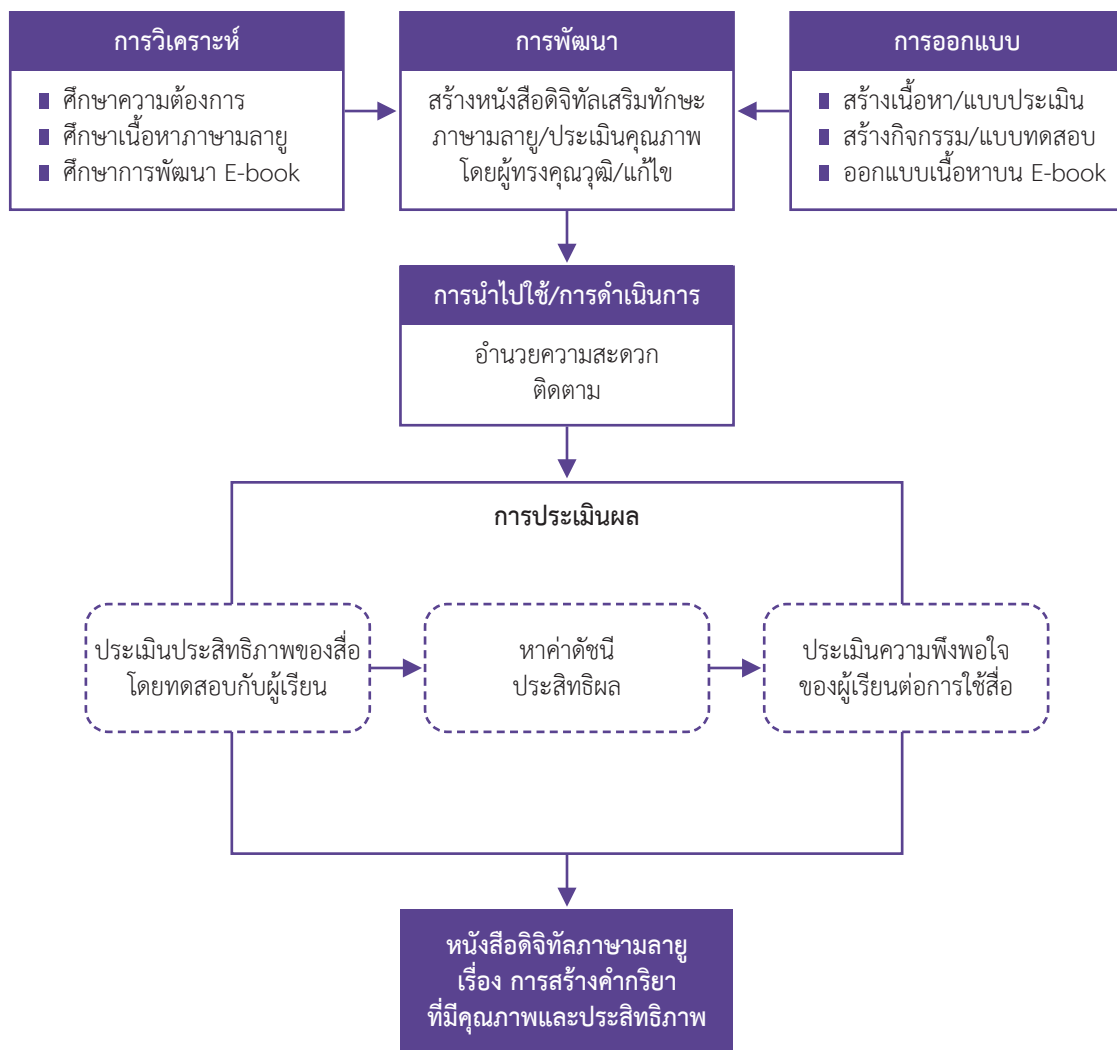 การวิเคราะห์
■ ศึกษาความต้องการ
■ ศึกษาเนื้อหาภาษามลายู
■ ศึกษาการพัฒนา E-book
การพัฒนา
สร้างหนังสือดิจิทัลเสริมทักษะ
ภาษามลายู/ประเมินคุณภาพ
โดยผู้ทรงคุณวุฒิ/แก้ไข
การออกแบบ
■ สร้างเนื้อหา/แบบประเมิน
■ สร้างกิจกรรม/แบบทดสอบ
■ ออกแบบเนื้อหาบน E-book
การนำไปใช้/การดำเนินการ
อำนวยความสะดวก
ติดตาม
การประเมินผล
ประเมินประสิทธิภาพของสื่อ
โดยทดสอบกับผู้เรียน
หาค่าดัชนี
ประสิทธิผล
ประเมินความพึงพอใจ
ของผู้เรียนต่อการใช้สื่อ
หนังสือดิจิทัลภาษามลายู
เรื่อง การสร้างคำกริยา
ที่มีคุณภาพและประสิทธิภาพ